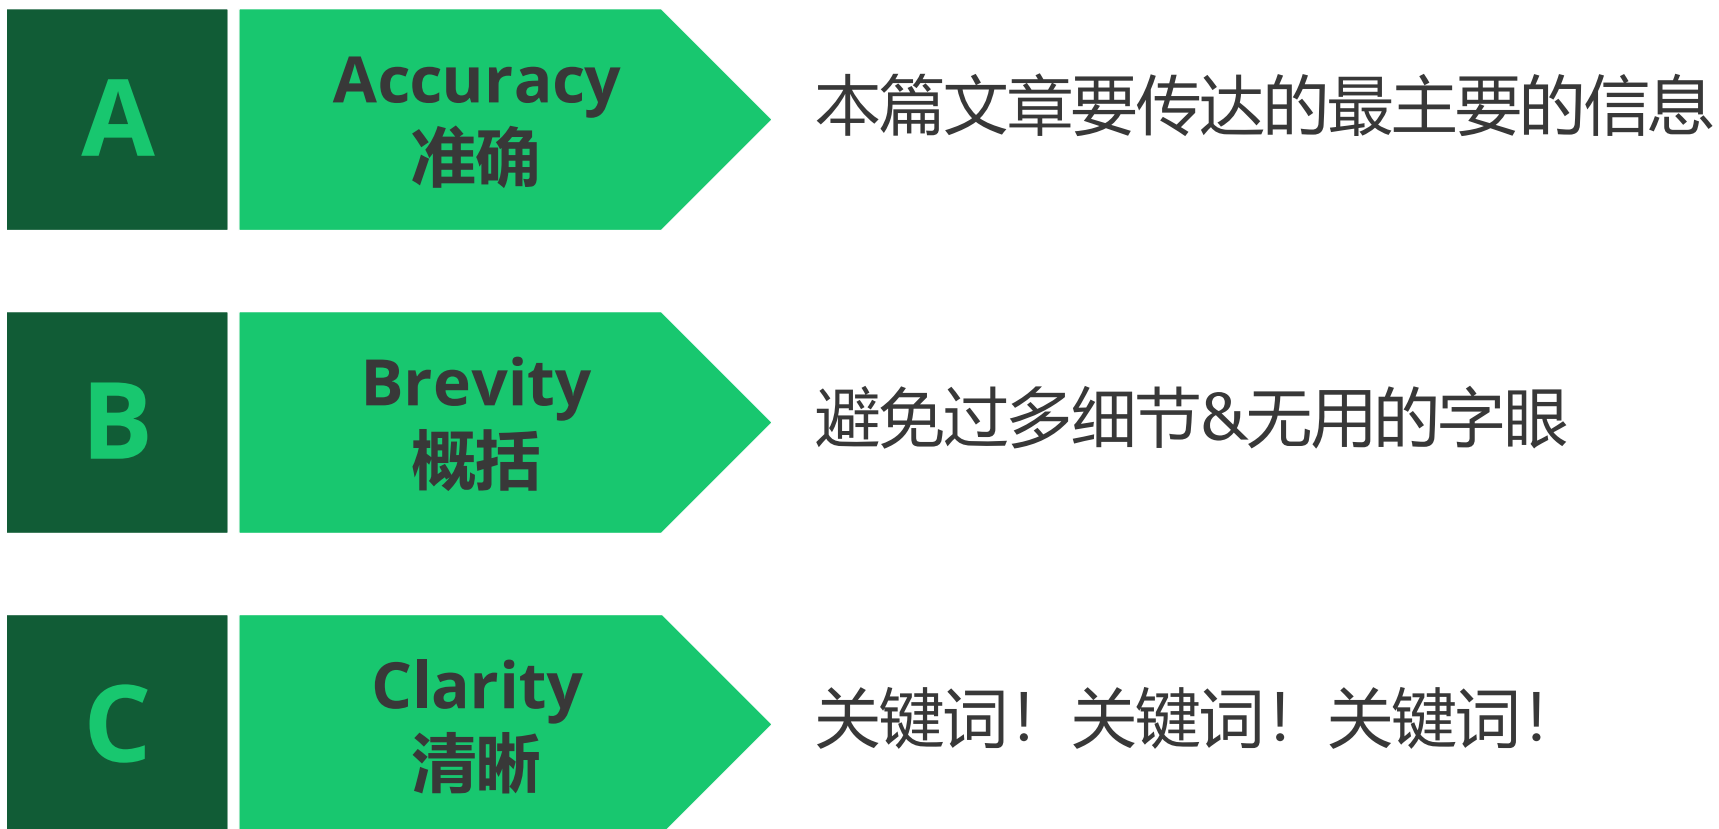 A
Accuracy
准确
本篇文章要传达的最主要的信息
B
Brevity
概括
避免过多细节&无用的字眼
C
Clarity
清晰
关键词！关键词！关键词！